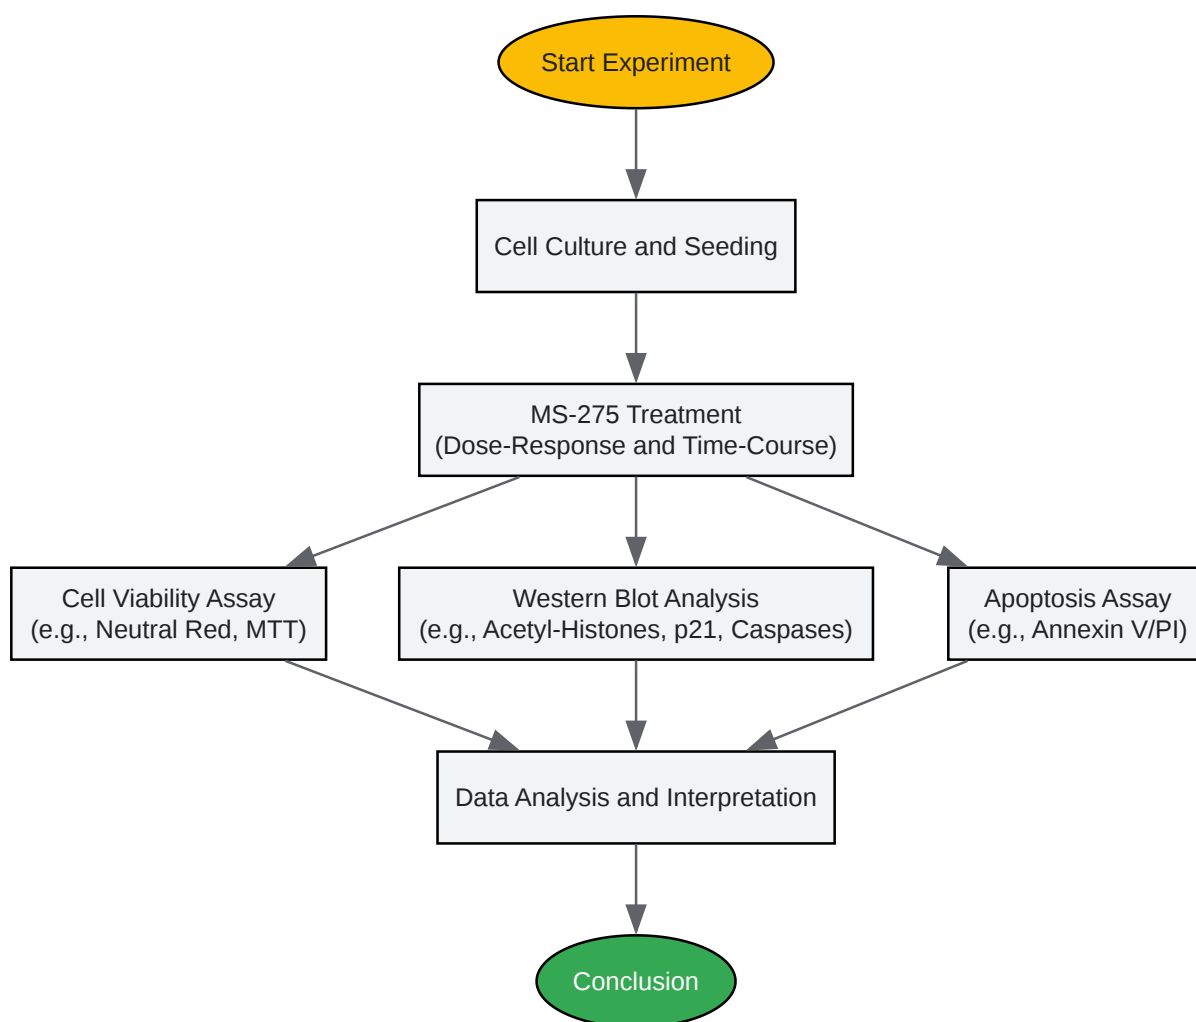 Start Experiment
Cell Culture and Seeding
MS-275 Treatment
(Dose-Response and Time-Course)
Cell Viability Assay
(e.g., Neutral Red, MTT)
Western Blot Analysis
(e.g., Acetyl-Histones, p21, Caspases)
Apoptosis Assay
(e.g., Annexin V/PI)
Data Analysis and Interpretation
Conclusion